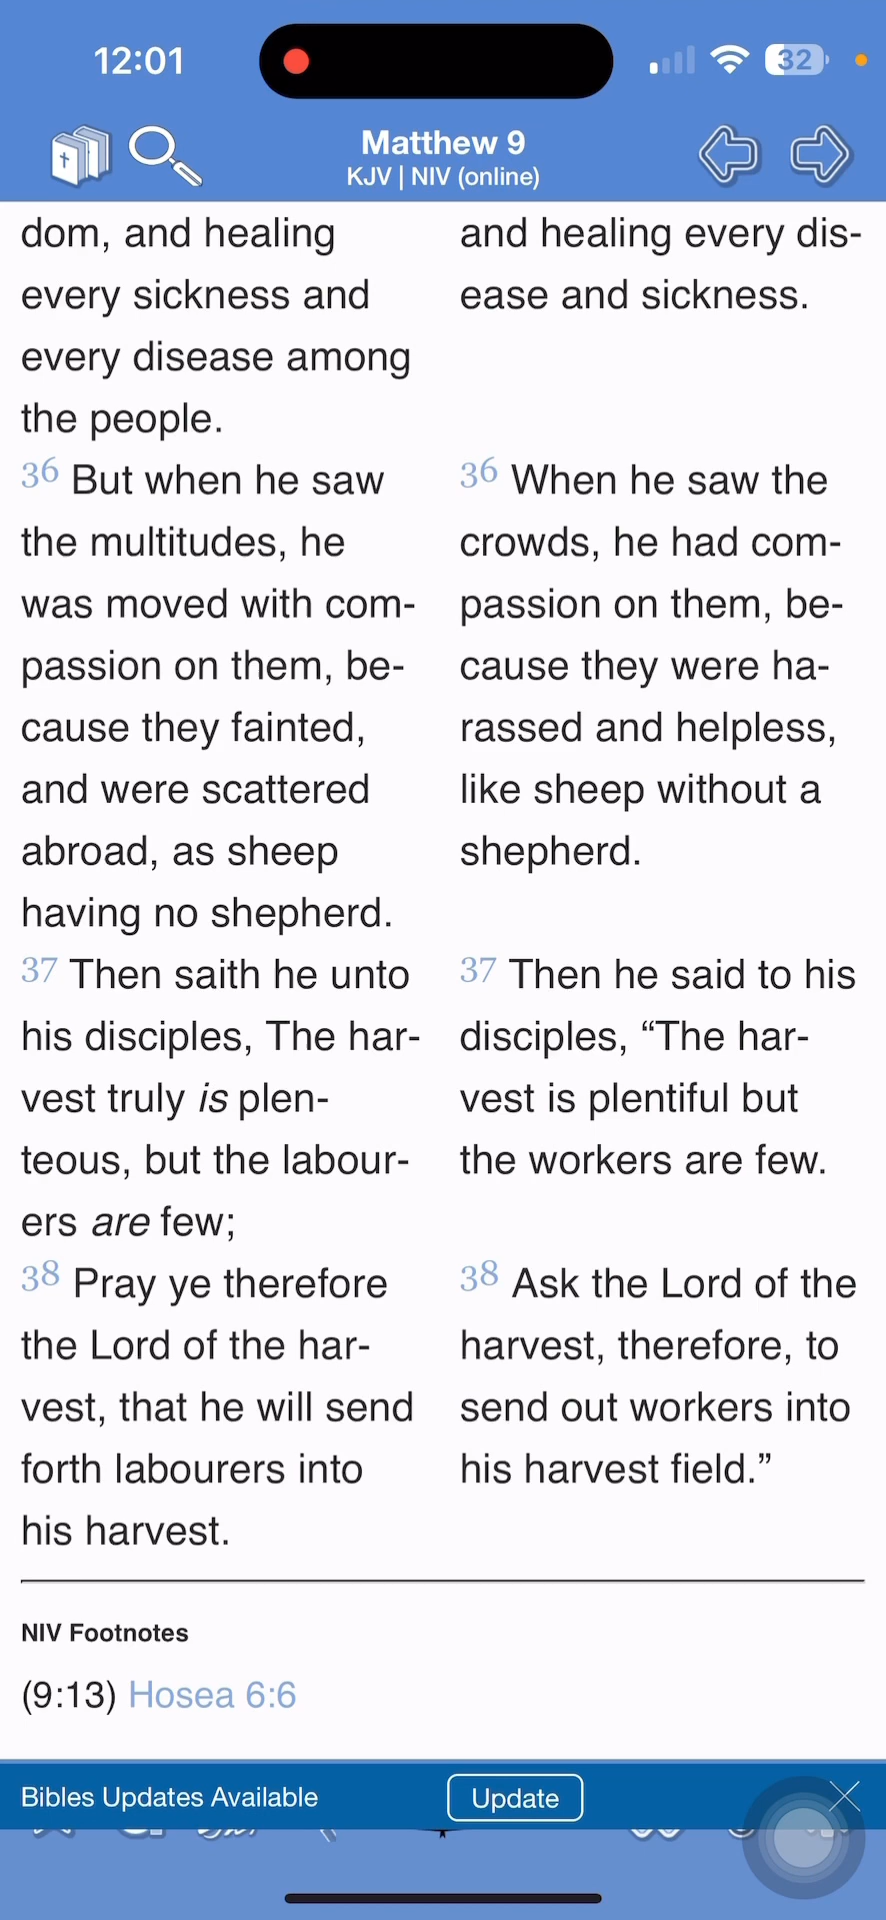 12:01
32
Matthew 9
KJV | NIV (online)
dom, and healing
every sickness and
every disease among
the people.
36 But when he saw
the multitudes, he
was moved with com-
passion on them, be-
cause they fainted,
and were scattered
abroad, as sheep
having no shepherd.
37 Then saith he unto
his disciples, The har-
vest truly is plen-
teous, but the labour-
ers are few;
38 Pray ye therefore
the Lord of the har-
vest, that he will send
forth labourers into
his harvest.
and healing every dis-
ease and sickness.
36 When he saw the
crowds, he had com-
passion on them, be-
cause they were ha-
rassed and helpless,
like sheep without a
shepherd.
37 Then he said to his
disciples, “The har-
vest is plentiful but
the workers are few.
38 Ask the Lord of the
harvest, therefore, to
send out workers into
his harvest field.”
NIV Footnotes
(9:13) Hosea 6:6
Bibles Updates Available
Update